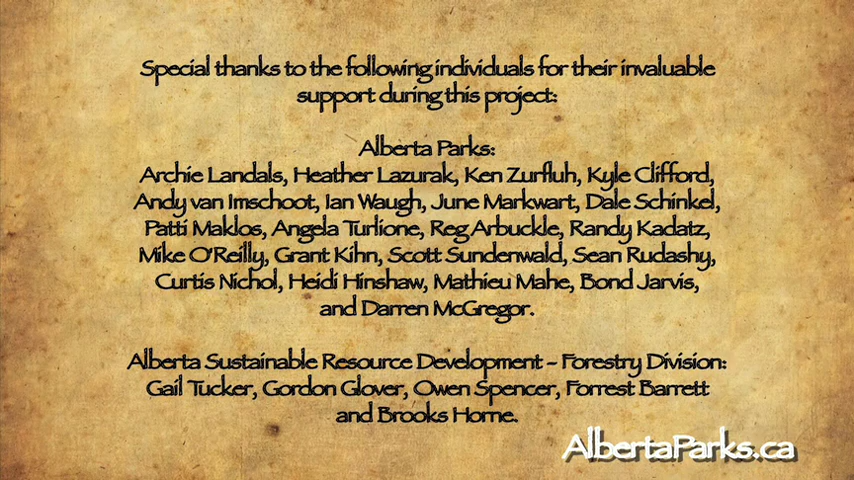 Special thanks to the following individuals for their invaluable
support during this project:
Alberta Parks:
Archie Landals, Heather Lazurak, Ken Zurfluh, Kyle Clifford,
Andy van Imschoot, Ian Waugh, June Markwart, Dale Schinkel,
Patti Maklos, Angela Turlione, Reg Arbuckle, Randy Kadatz,
Mike O'Reilly, Grant Kihn, Scott Sundenwald, Sean Rudashy,
Curtis Nichol, Heidi Hinshaw, Mathieu Mahe, Bond Jarvis,
and Darren McGregor.
Alberta Sustainable Resource Development - Forestry Division:
Gail Tucker, Gordon Glover, Owen Spencer, Forrest Barrett
and Brooks Horne.
AlbertaParks.ca